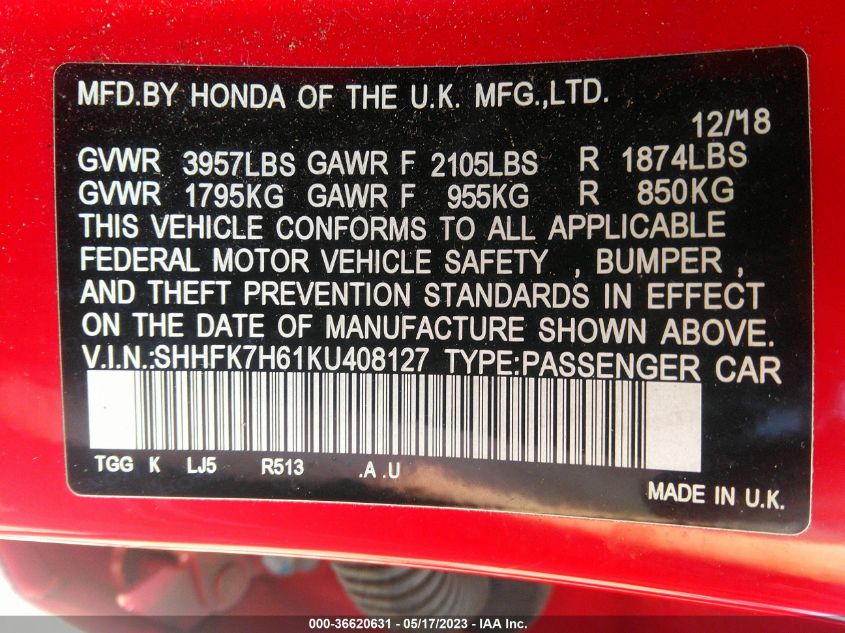 MFD.BY HONDA OF THE U.K. MFG.,LTD.
12/18
GVWR 3957LBS GAWR F 2105LBS R 1874LBS
GVWR 1795KG GAWR F 955KG R 850KG
THIS VEHICLE CONFORMS TO ALL APPLICABLE
FEDERAL MOTOR VEHICLE SAFETY , BUMPER ,
AND THEFT PREVENTION STANDARDS IN EFFECT
ON THE DATE OF MANUFACTURE SHOWN ABOVE.
V.I.N.:SHHFK7H61KU408127 TYPE:PASSENGER CAR
TGG K LJ5 R513 .A .U
MADE IN U.K.
000-36620631 - 05/17/2023 - IAA Inc.